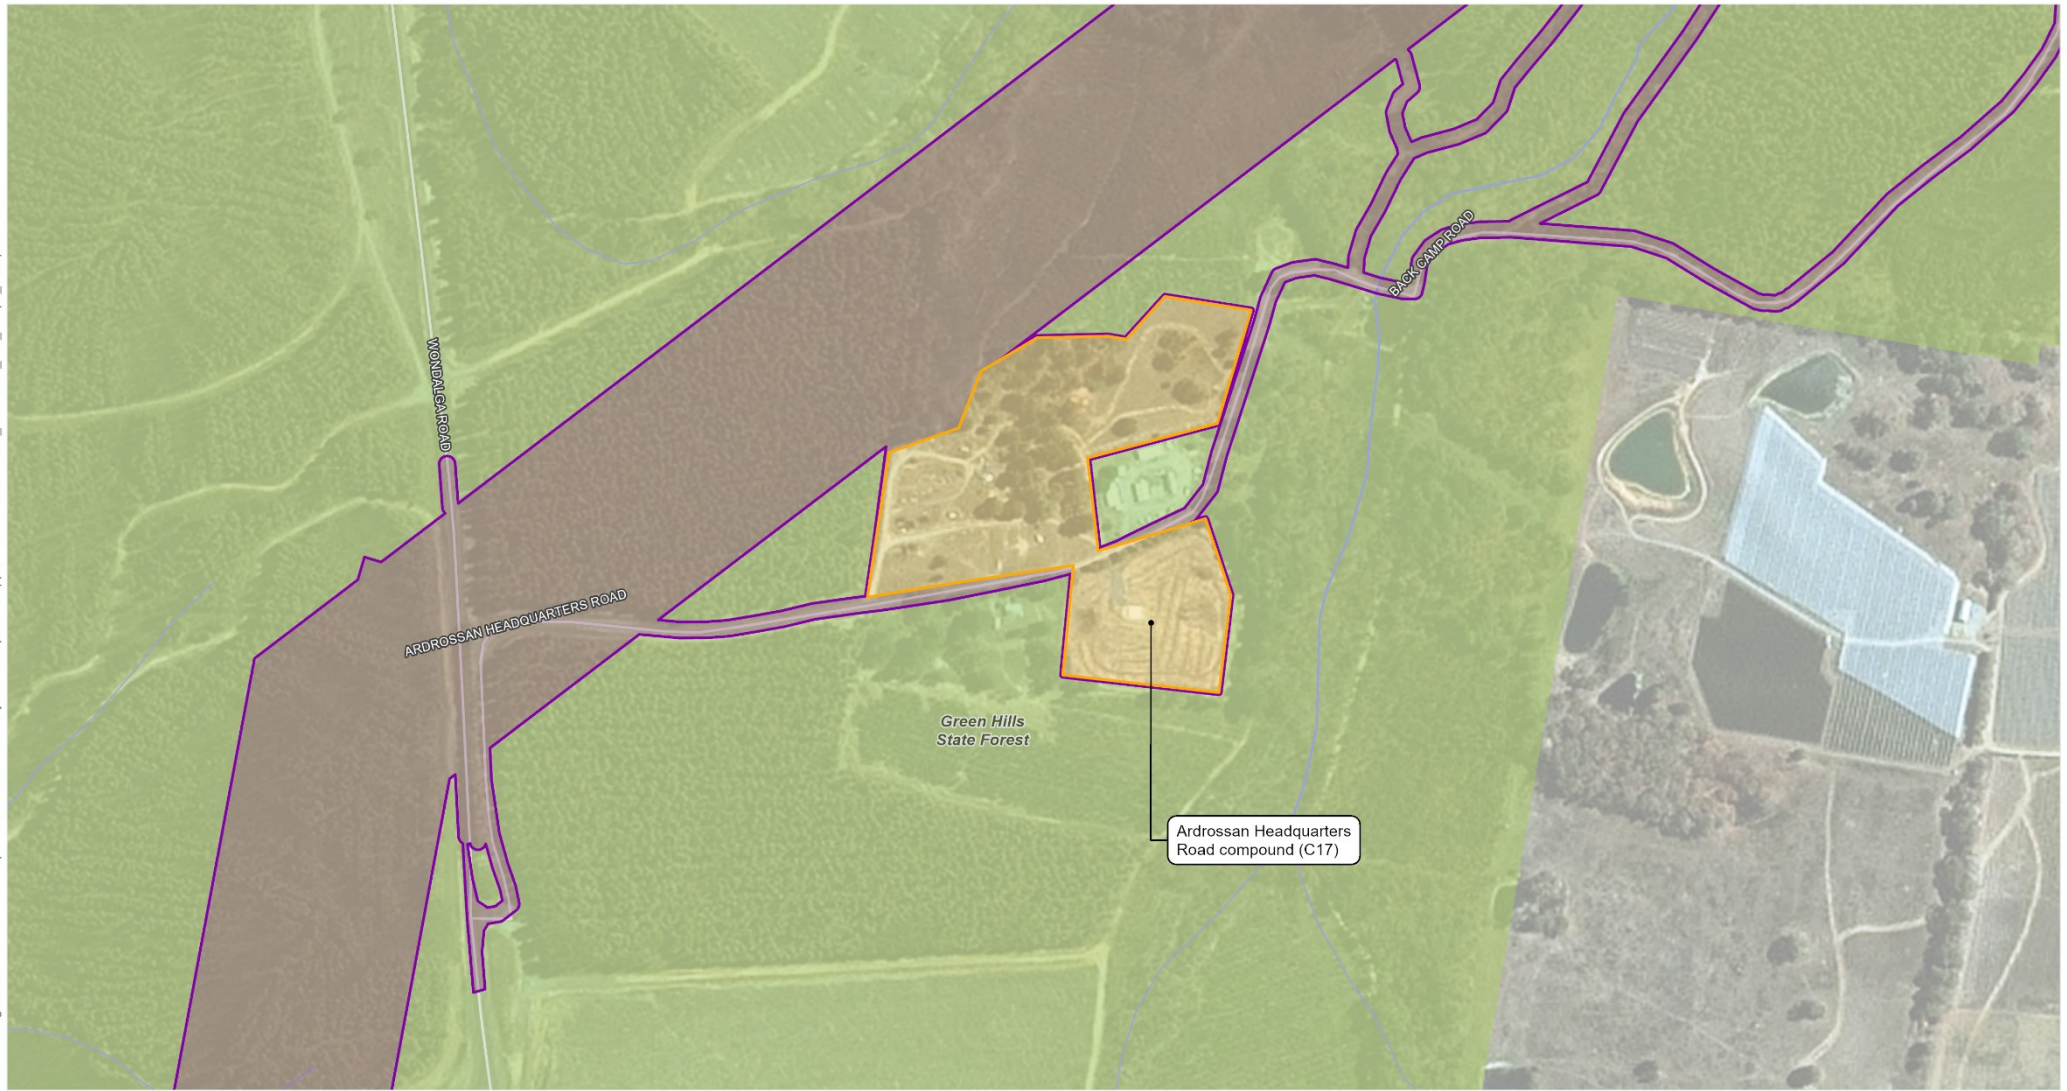 BACK CAMP ROAD
WONDALGA ROAD
ARDROSSAN HEADQUARTERS ROAD
Green Hills
State Forest
Ardrossan Headquarters
Road compound (C17)